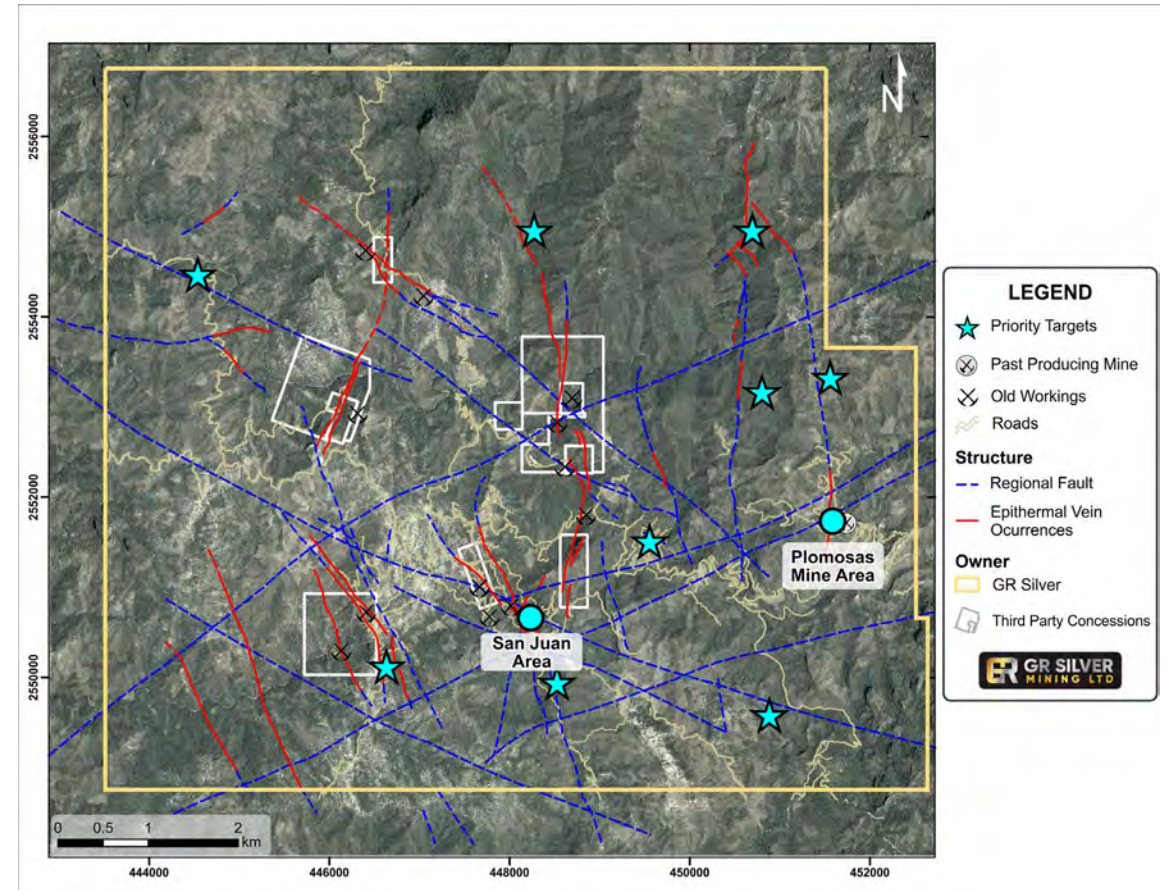 N
2556000
2554000
2552000
2550000
444000
446000
448000
450000
452000
0 0.5 1 2
km
Plomosas
Mine Area
San Juan
Area
LEGEND
Priority Targets
Past Producing Mine
Old Workings
Roads
Structure
Regional Fault
Epithermal Vein
Ocurrences
Owner
GR Silver
Third Party Concessions
GR GR SILVER
MINING LTD